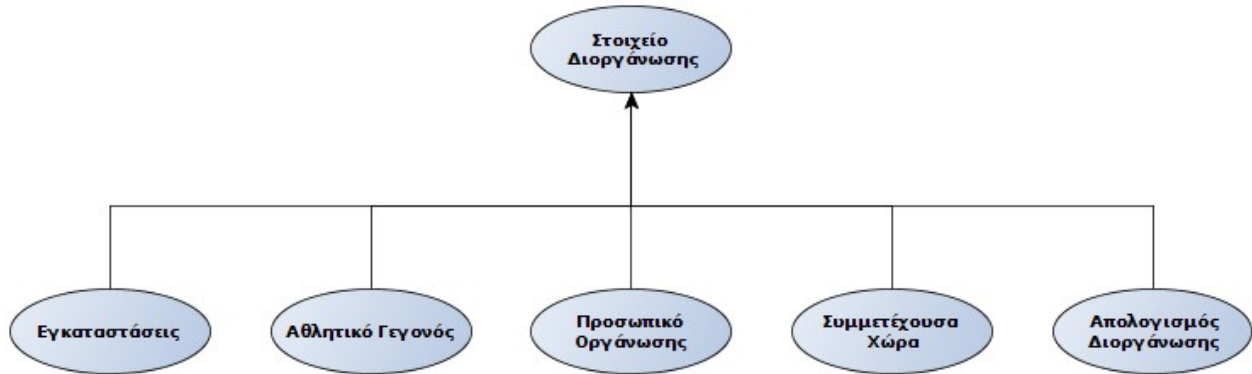 Στοιχείο
Διοργάνωσης
Εγκαταστάσεις
Αθλητικό Γεγονός
Προσωπικό
Οργάνωσης
Συμμετέχουσα
Χώρα
Απολογισμός
Διοργάνωσης